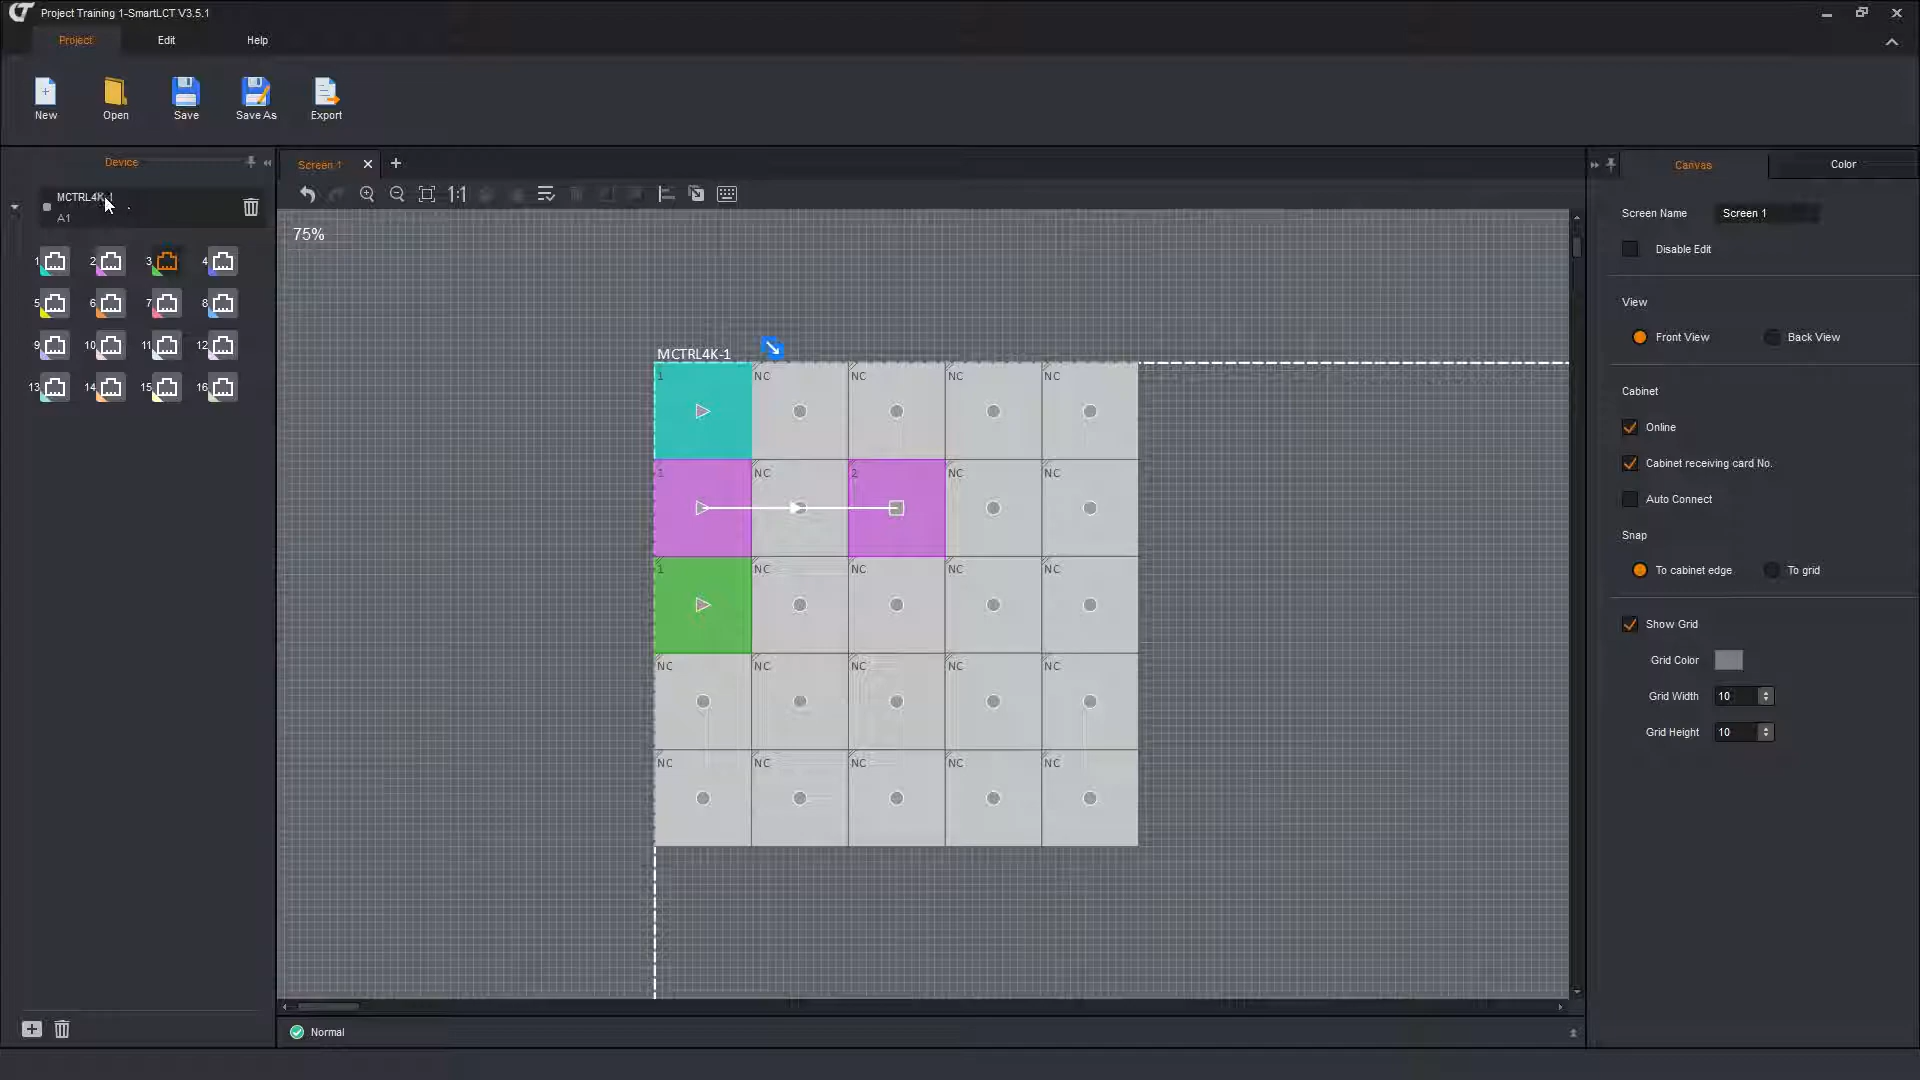 Project Training 1-SmartLCT V3.5.1
Project Edit Help
New Open Save Save As Export
Device
Screen 1
Canvas Color
MCTRL4K-1
A1
75%
1 2 3 4
5 6 7 8
9 10 11 12
13 14 15 16
1:1
MCTRL4K-1
1 NC NC NC NC
1 NC 2 NC NC
1 NC NC NC NC
NC NC NC NC NC
NC NC NC NC NC
Screen Name Screen 1
Disable Edit
View
Front View Back View
Cabinet
Online
Cabinet receiving card No.
Auto Connect
Snap
To cabinet edge To grid
Show Grid
Grid Color
Grid Width 10
Grid Height 10
Normal